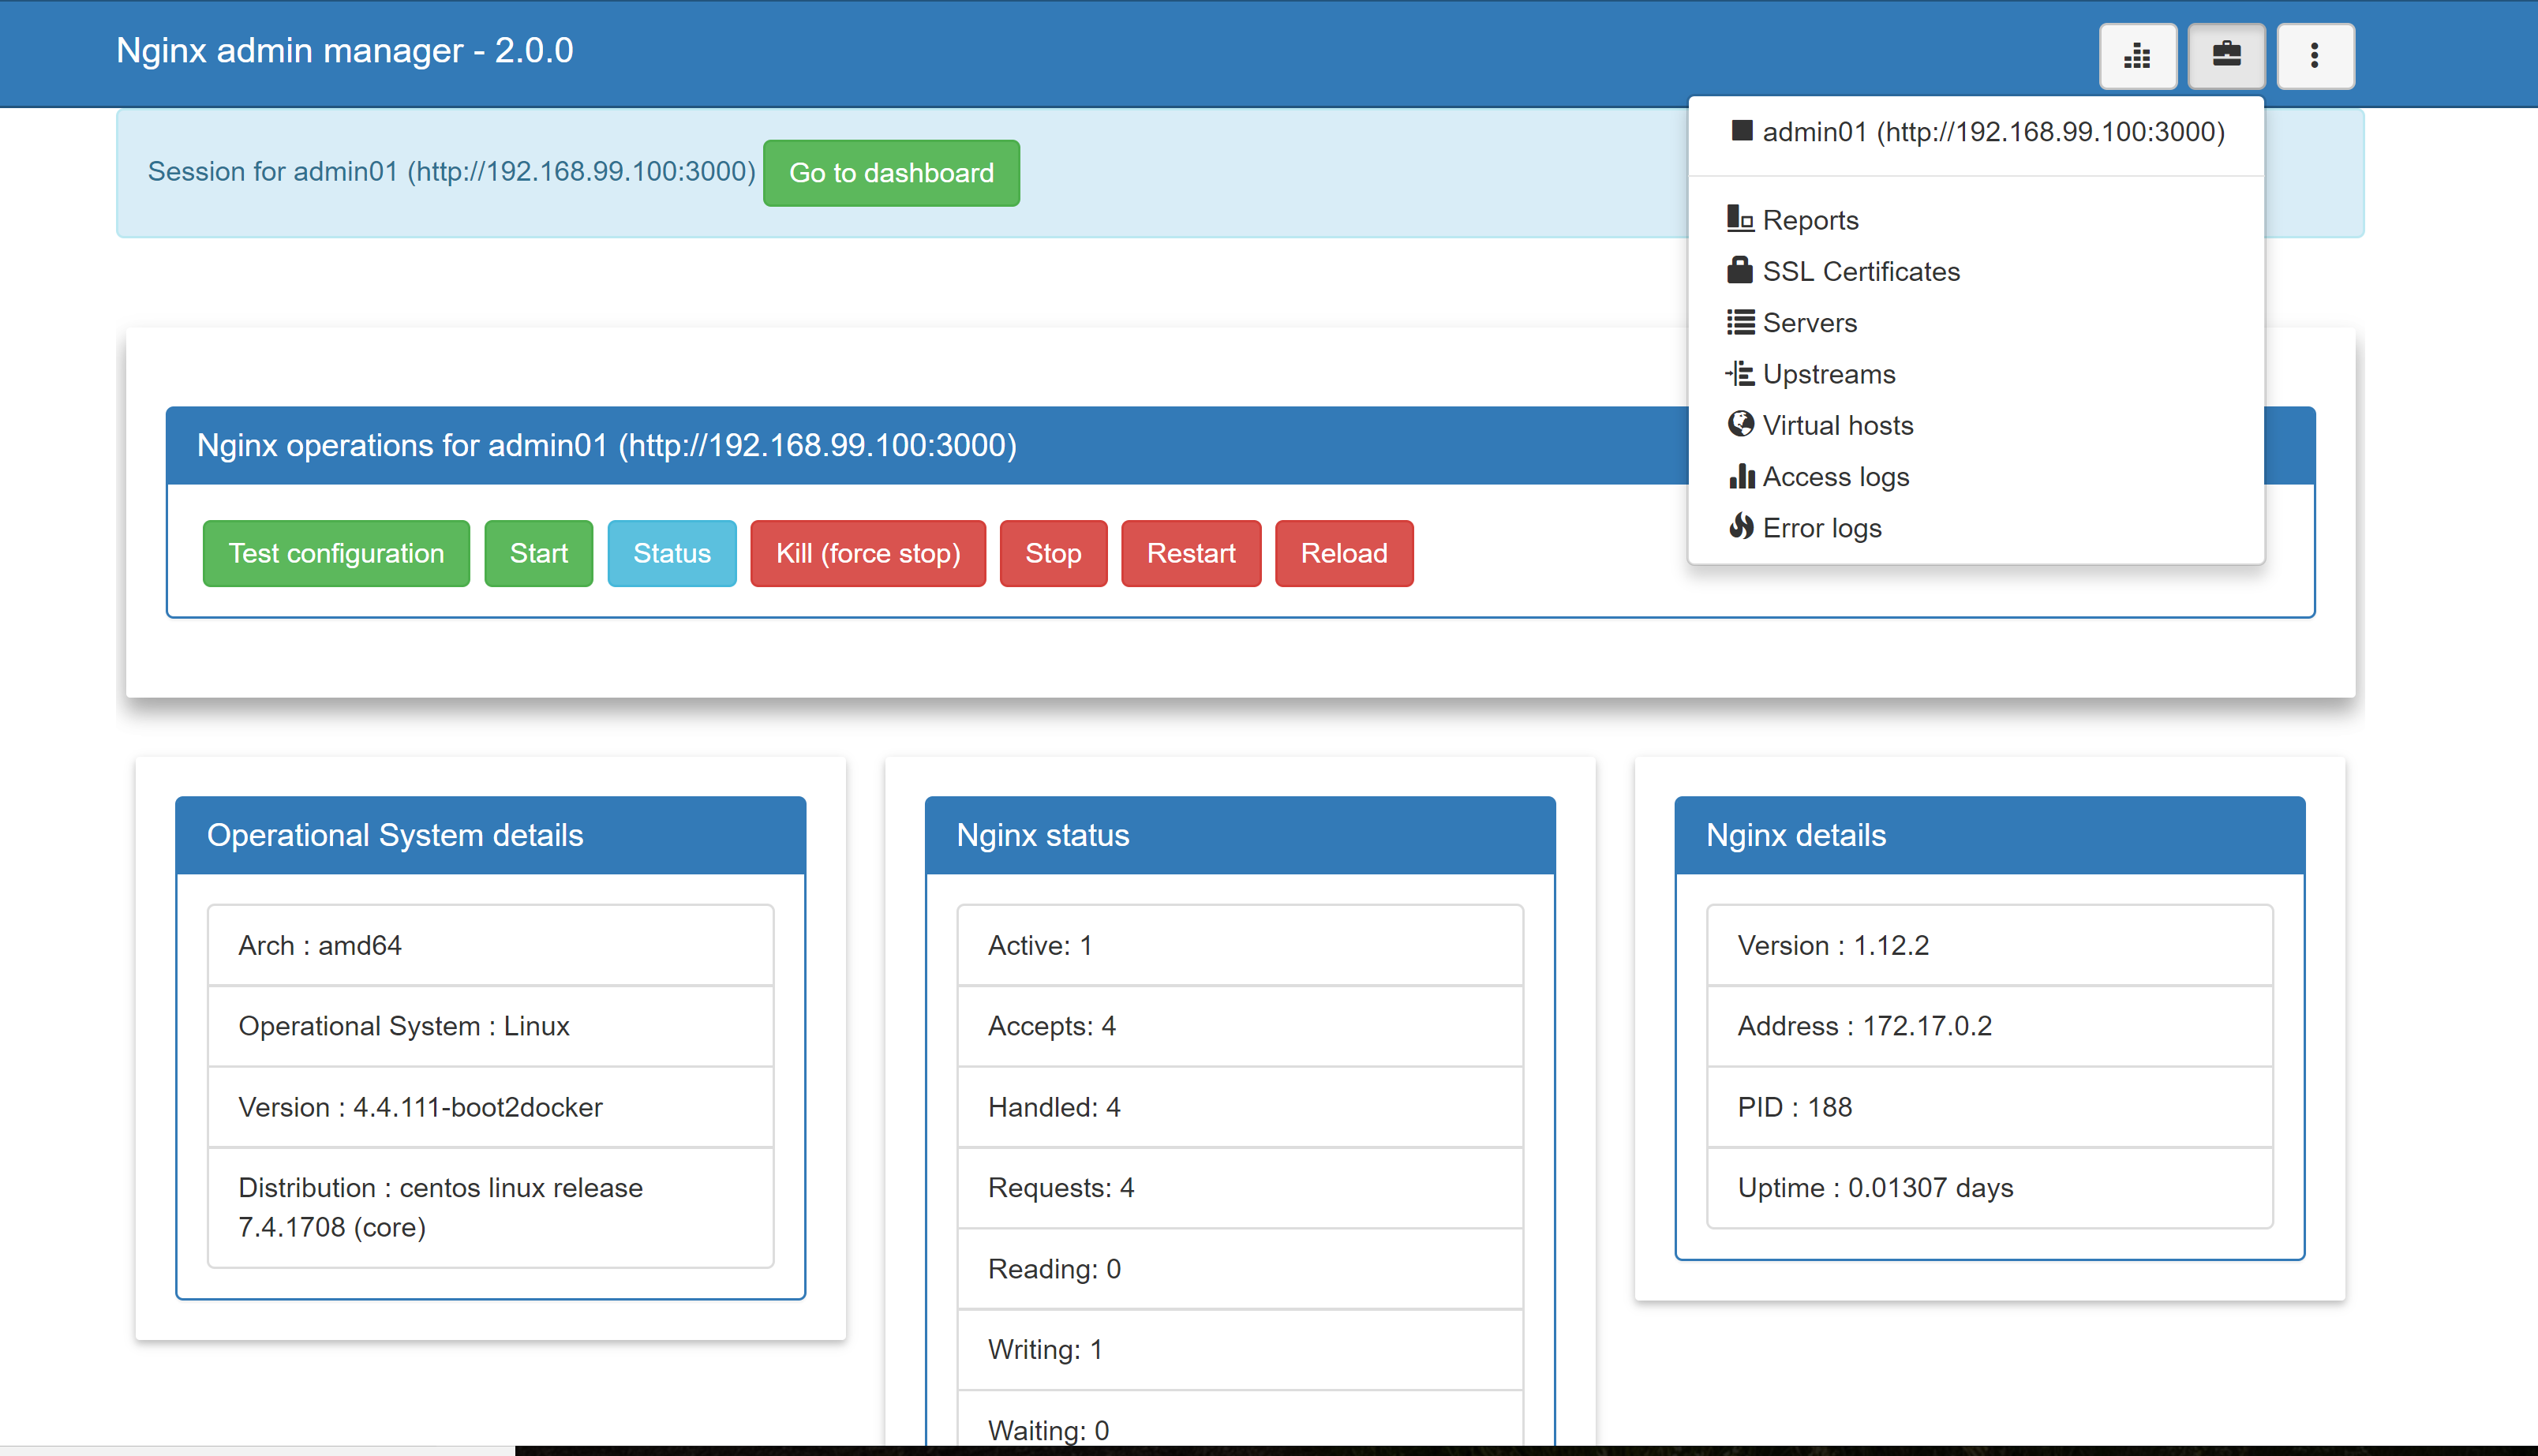 Nginx admin manager - 2.0.0
admin01 (http://192.168.99.100:3000)
Reports
SSL Certificates
Servers
Upstreams
Virtual hosts
Access logs
Error logs
Session for admin01 (http://192.168.99.100:3000)
Go to dashboard
Nginx operations for admin01 (http://192.168.99.100:3000)
Test configuration
Start
Status
Kill (force stop)
Stop
Restart
Reload
Operational System details
Arch : amd64
Operational System : Linux
Version : 4.4.111-boot2docker
Distribution : centos linux release
7.4.1708 (core)
Nginx status
Active: 1
Accepts: 4
Handled: 4
Requests: 4
Reading: 0
Writing: 1
Waiting: 0
Nginx details
Version : 1.12.2
Address : 172.17.0.2
PID : 188
Uptime : 0.01307 days